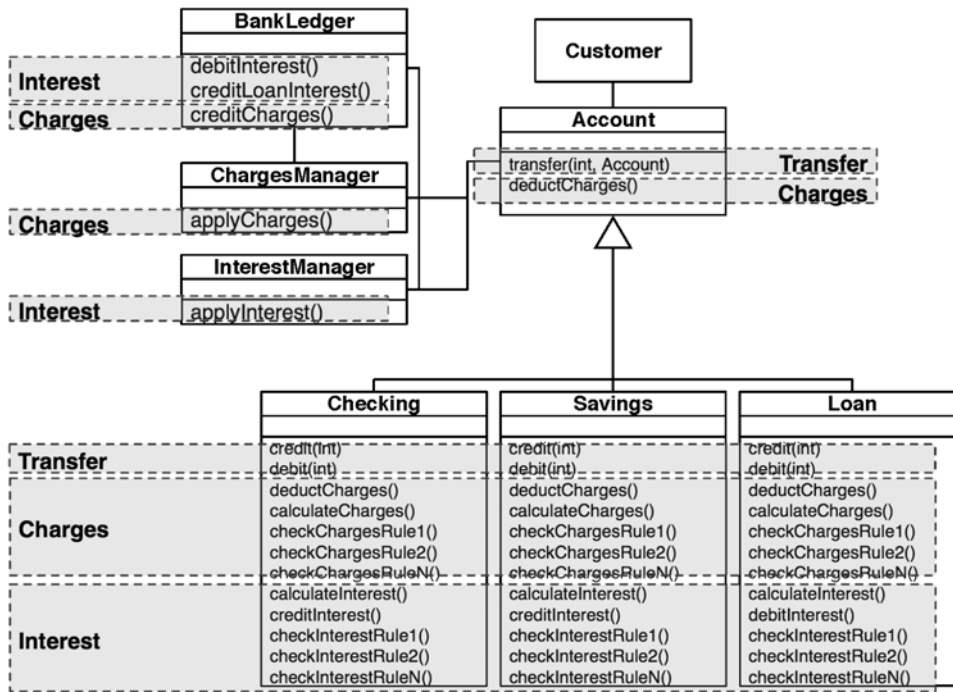 BankLedger
Interest
debitInterest()
creditLoanInterest()
Charges
creditCharges()
ChargesManager
Charges
applyCharges()
InterestManager
Interest
applyInterest()
Customer
Account
transfer(int, Account)
Transfer
deductCharges()
Charges
Checking
Savings
Loan
Transfer
credit(int)
debit(int)
credit(int)
debit(int)
credit(int)
debit(int)
Charges
deductCharges()
calculateCharges()
checkChargesRule1()
checkChargesRule2()
checkChargesRuleN()
deductCharges()
calculateCharges()
checkChargesRule1()
checkChargesRule2()
checkChargesRuleN()
deductCharges()
calculateCharges()
checkChargesRule1()
checkChargesRule2()
checkChargesRuleN()
Interest
calculateInterest()
creditInterest()
checkInterestRule1()
checkInterestRule2()
checkInterestRuleN()
calculateInterest()
creditInterest()
checkInterestRule1()
checkInterestRule2()
checkInterestRuleN()
calculateInterest()
debitInterest()
checkInterestRule1()
checkInterestRule2()
checkInterestRuleN()